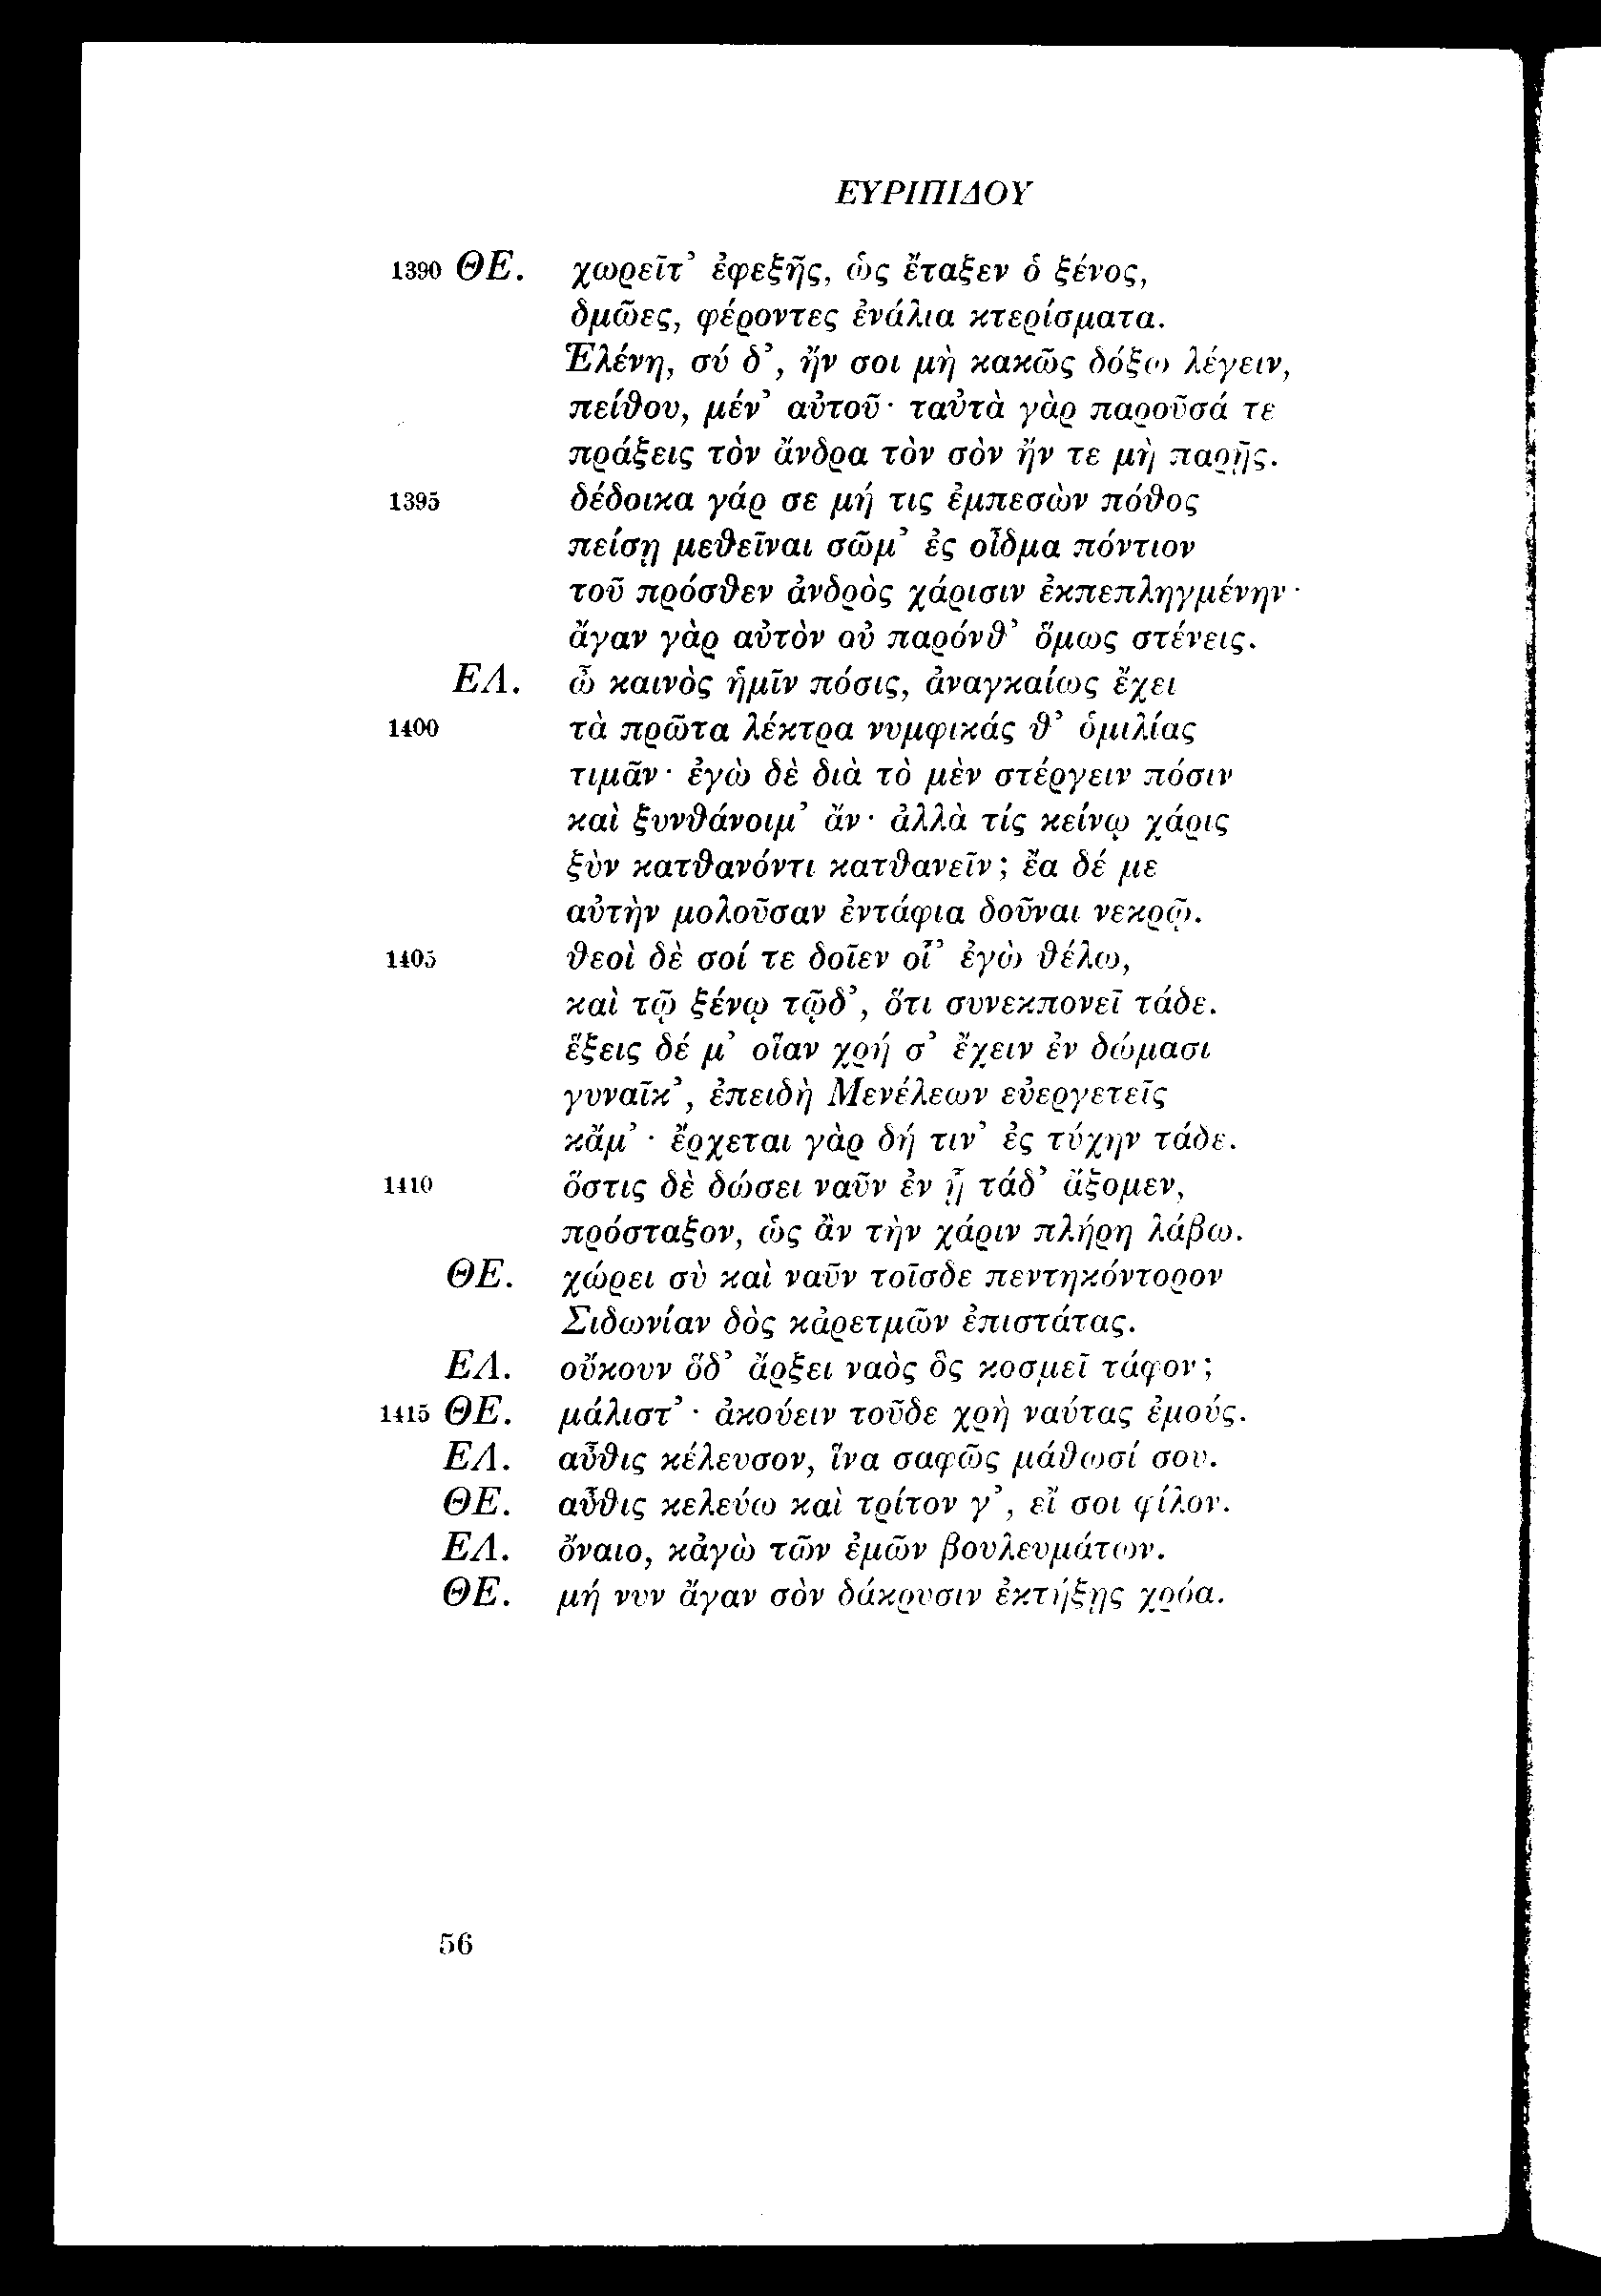 ΕΥΡΙΠΙΔΟΥ
1390 ΘΕ. χωρεῖτ’ ἐφεξῆς, ὡς ἔταξεν ὁ ξένος,
δμῶες, φέροντες ἐνάλια κτερίσματα.
Ἑλένη, σύ δ’, ἤν σοι μὴ κακῶς δόξω λέγειν,
πείθου, μέν’ αὐτοῦ· ταὐτὰ γὰρ παροῦσά τε
πράξεις τὸν ἄνδρα τὸν σὸν ἤν τε μὴ παρῇς.
1395 δέδοικα γάρ σε μή τις ἐμπεσὼν πόθος
πείσῃ μεθεῖναι σῶμ’ ἐς οἶδμα πόντιον
τοῦ πρόσθεν ἀνδρὸς χάρισιν ἐκπεπληγμένην·
ἄγαν γὰρ αὐτὸν οὐ παρόνθ’ ὅμως στένεις.
ΕΛ. ὦ καινὸς ἡμῖν πόσις, ἀναγκαίως ἔχει
1400 τὰ πρῶτα λέκτρα νυμφικάς θ’ ὁμιλίας
τιμᾶν· ἐγὼ δὲ διὰ τὸ μὲν στέργειν πόσιν
καὶ ξυνθάνοιμ’ ἄν· ἀλλὰ τίς κείνῳ χάρις
ξὺν κατθανόντι κατθανεῖν; ἔα δέ με
αὐτὴν μολοῦσαν ἐντάφια δοῦναι νεκρῷ.
1405 θεοὶ δὲ σοί τε δοῖεν οἷ’ ἐγὼ θέλω,
καὶ τῷ ξένῳ τῷδ’, ὅτι συνεκπονεῖ τάδε.
ἕξεις δέ μ’ οἵαν χρή σ’ ἔχειν ἐν δώμασι
γυναῖκ’, ἐπειδὴ Μενέλεων εὐεργετεῖς
κἄμ’· ἔρχεται γὰρ δή τιν’ ἐς τύχην τάδε.
1410 ὅστις δὲ δώσει ναῦν ἐν ᾗ τάδ’ ἄξομεν,
πρόσταξον, ὡς ἂν τὴν χάριν πλήρη λάβω.
ΘΕ. χώρει σὺ καὶ ναῦν τοῖσδε πεντηκόντορον
Σιδωνίαν δὸς κἀρετμῶν ἐπιστάτας.
ΕΛ. οὔκουν ὅδ’ ἄρξει ναὸς ὃς κοσμεῖ τάφον;
1415 ΘΕ. μάλιστ’· ἀκούειν τοῦδε χρὴ ναύτας ἐμούς.
ΕΛ. αὖθις κέλευσον, ἵνα σαφῶς μάθωσί σου.
ΘΕ. αὖθις κελεύω καὶ τρίτον γ’, εἴ σοι φίλον.
ΕΛ. ὄναιο, κἀγὼ τῶν ἐμῶν βουλευμάτων.
ΘΕ. μή νυν ἄγαν σὸν δάκρυσιν ἐκτήξῃς χρόα.
56